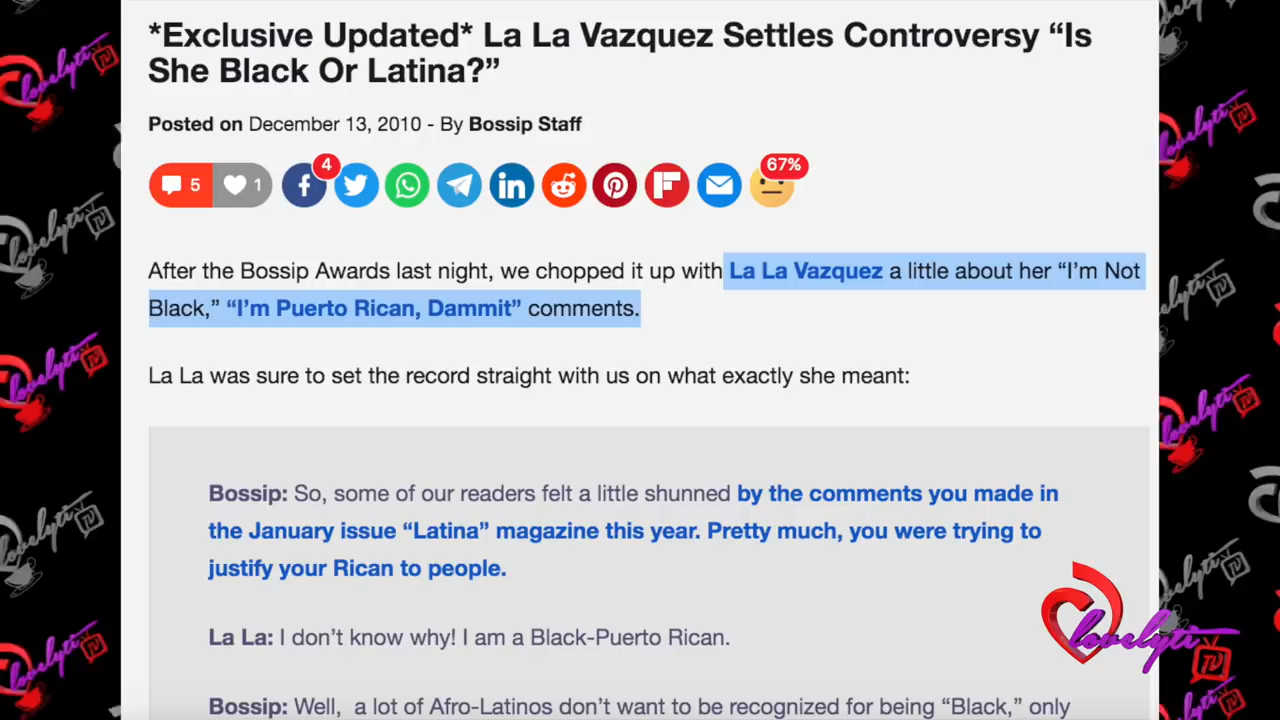 *Exclusive Updated* La La Vazquez Settles Controversy “Is
She Black Or Latina?”
Posted on December 13, 2010 - By Bossip Staff
5 1 4 67%
After the Bossip Awards last night, we chopped it up with La La Vazquez a little about her “I’m Not
Black,” “I’m Puerto Rican, Dammit” comments.
La La was sure to set the record straight with us on what exactly she meant:
Bossip: So, some of our readers felt a little shunned by the comments you made in
the January issue “Latina” magazine this year. Pretty much, you were trying to
justify your Rican to people.
La La: I don’t know why! I am a Black-Puerto Rican.
Bossip: Well, a lot of Afro-Latinos don’t want to be recognized for being “Black,” only
lovelyti TV